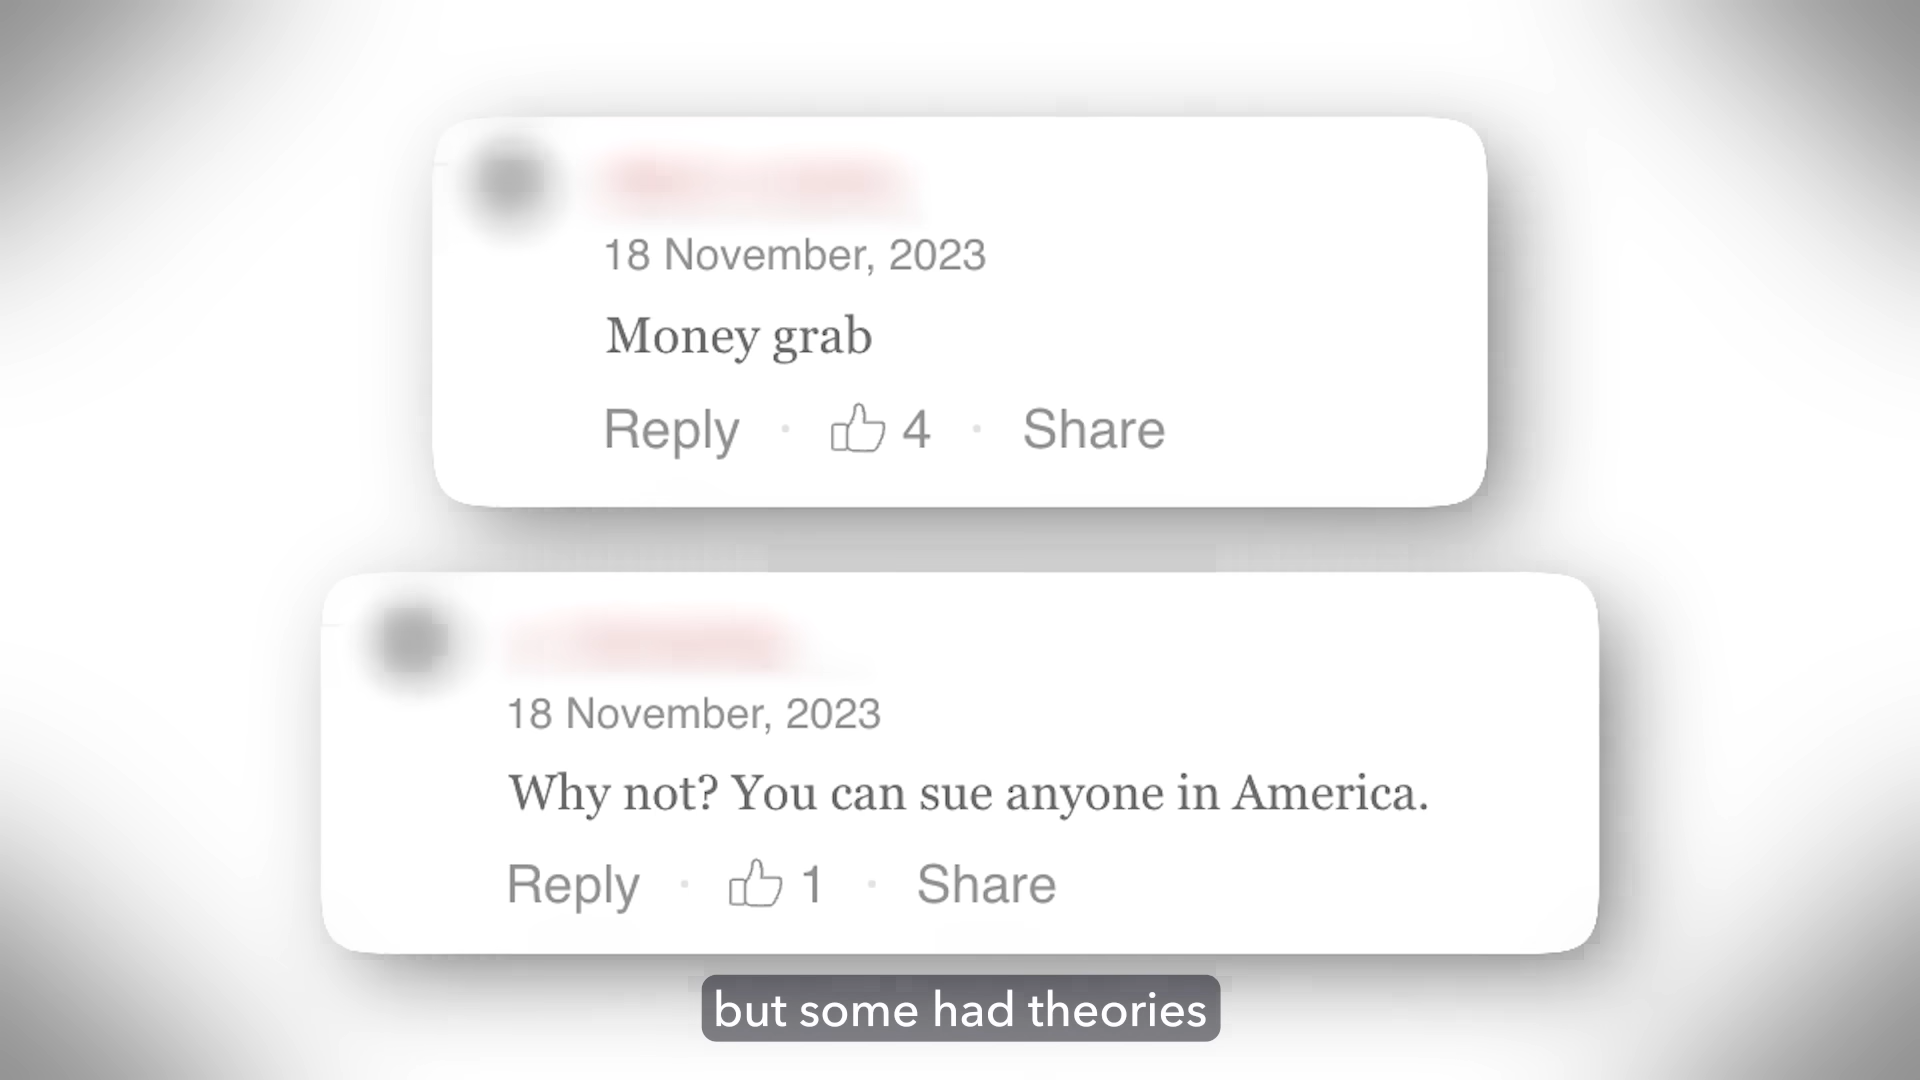 18 November, 2023
Money grab
Reply · 4 · Share
18 November, 2023
Why not? You can sue anyone in America.
Reply · 1 · Share
but some had theories